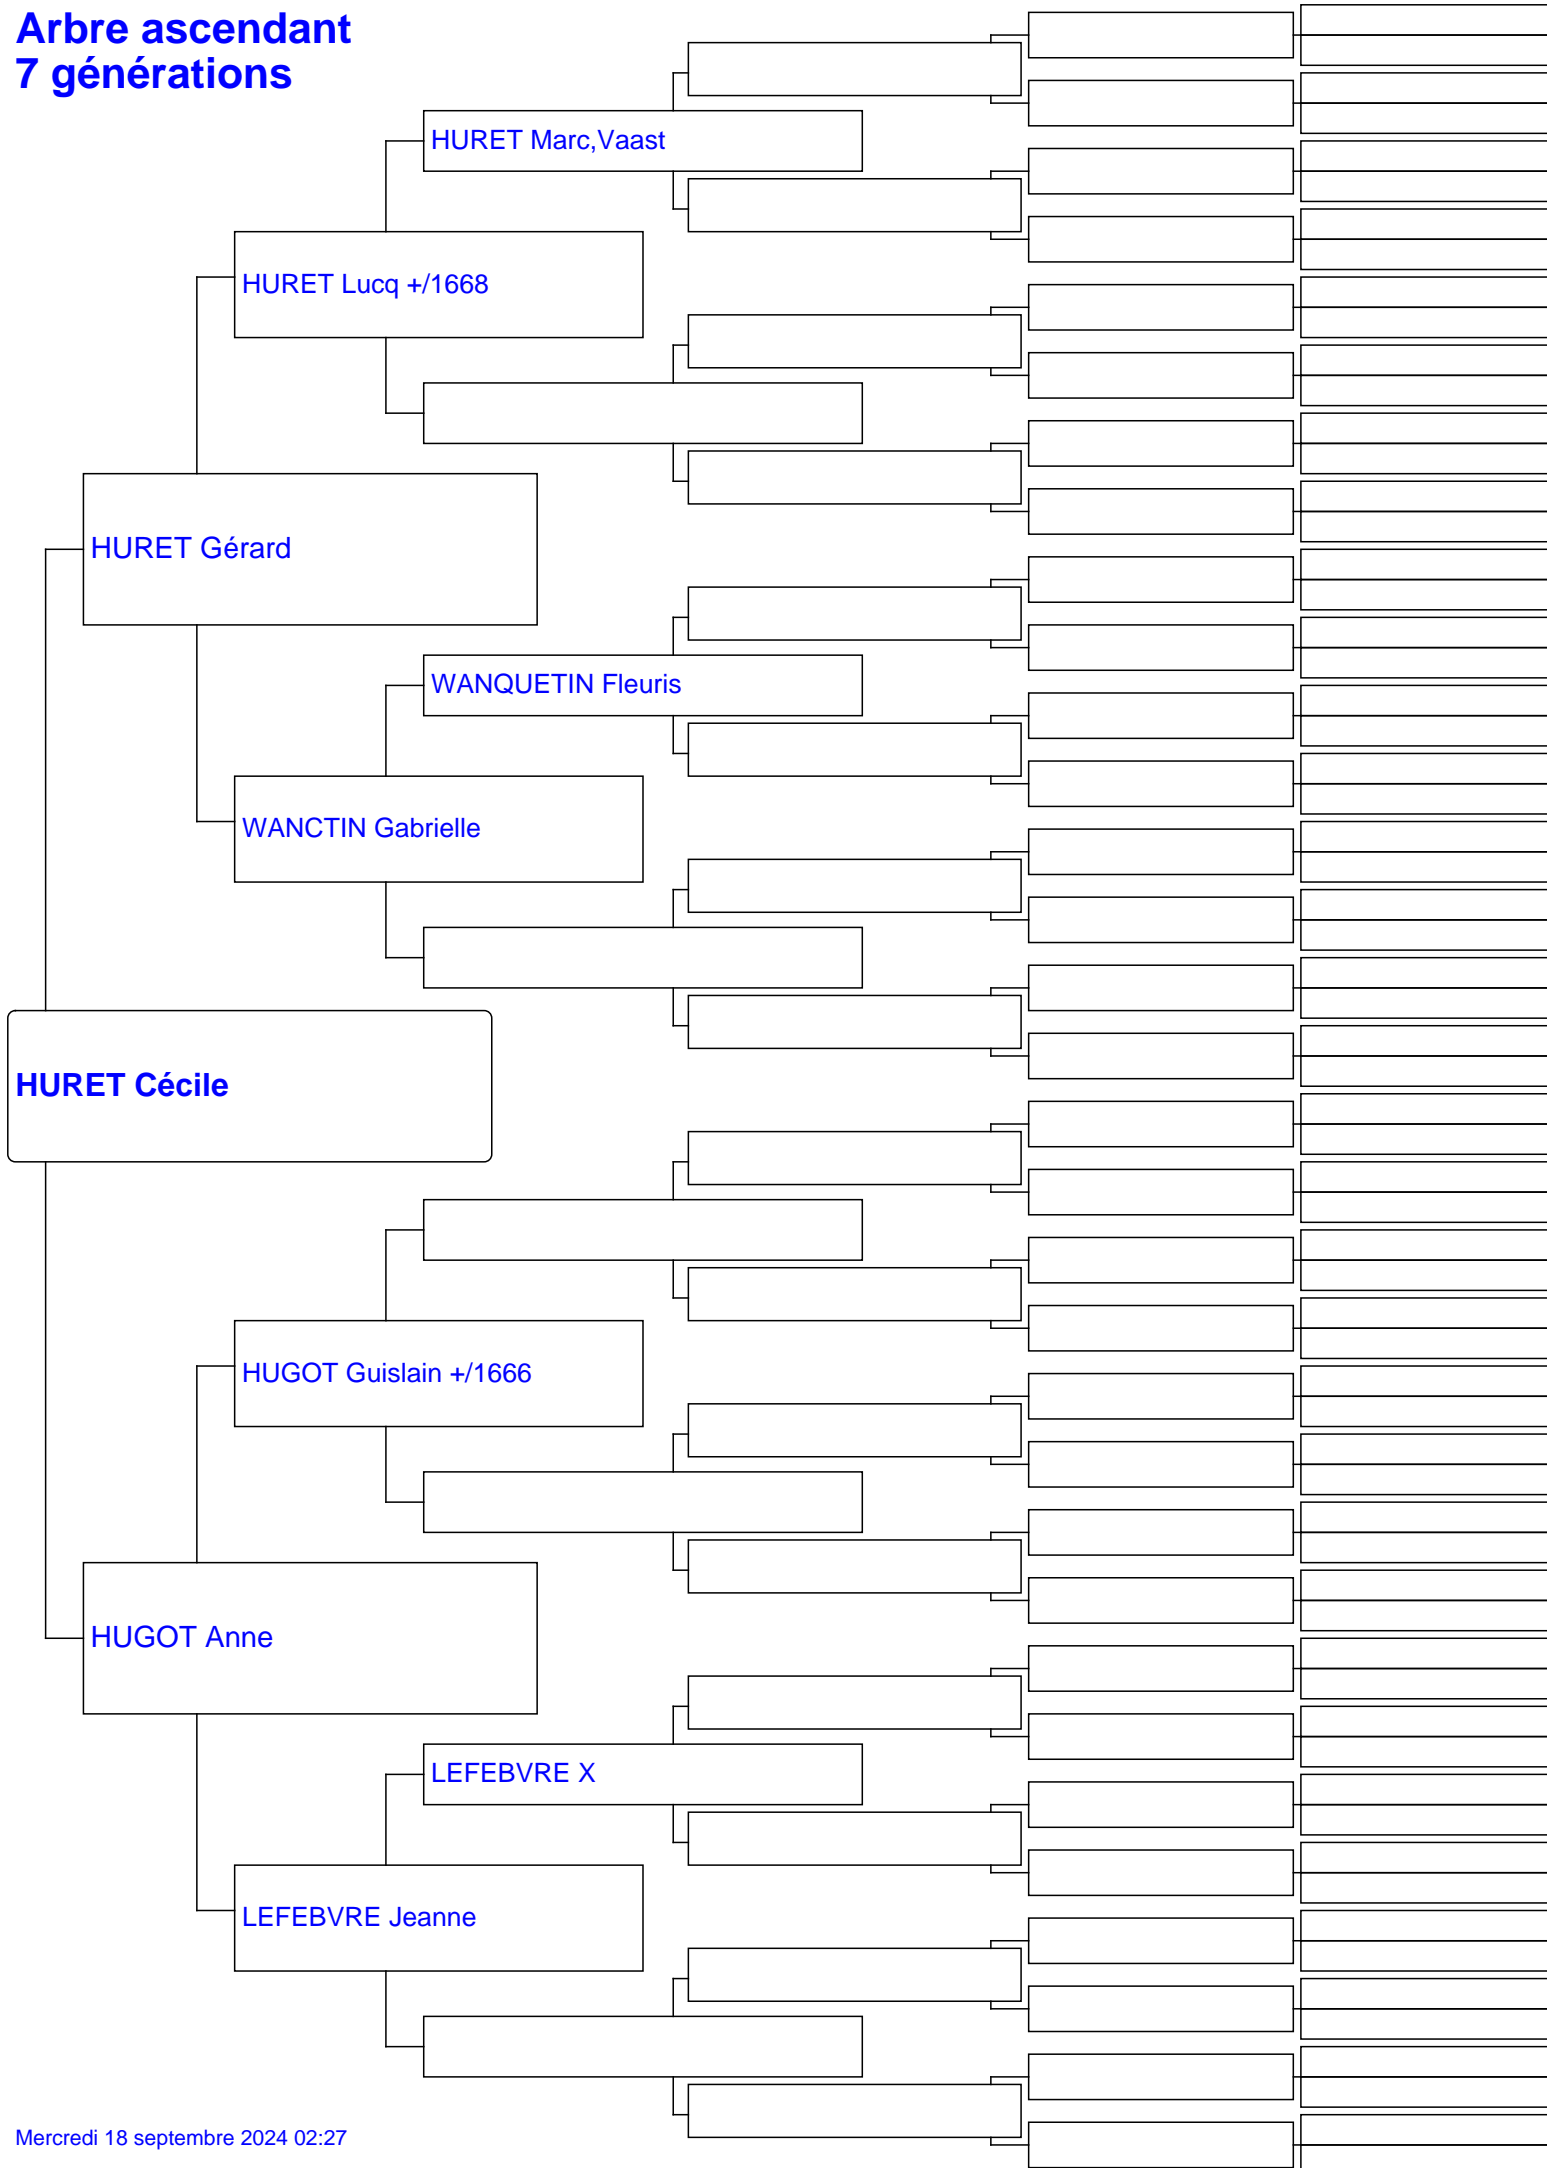 Arbre ascendant
7 générations
HURET Marc,Vaast
HURET Lucq +/1668
HURET Gérard
WANQUETIN Fleuris
WANCTIN Gabrielle
HURET Cécile
HUGOT Guislain +/1666
HUGOT Anne
LEFEBVRE X
LEFEBVRE Jeanne
Mercredi 18 septembre 2024 02:27